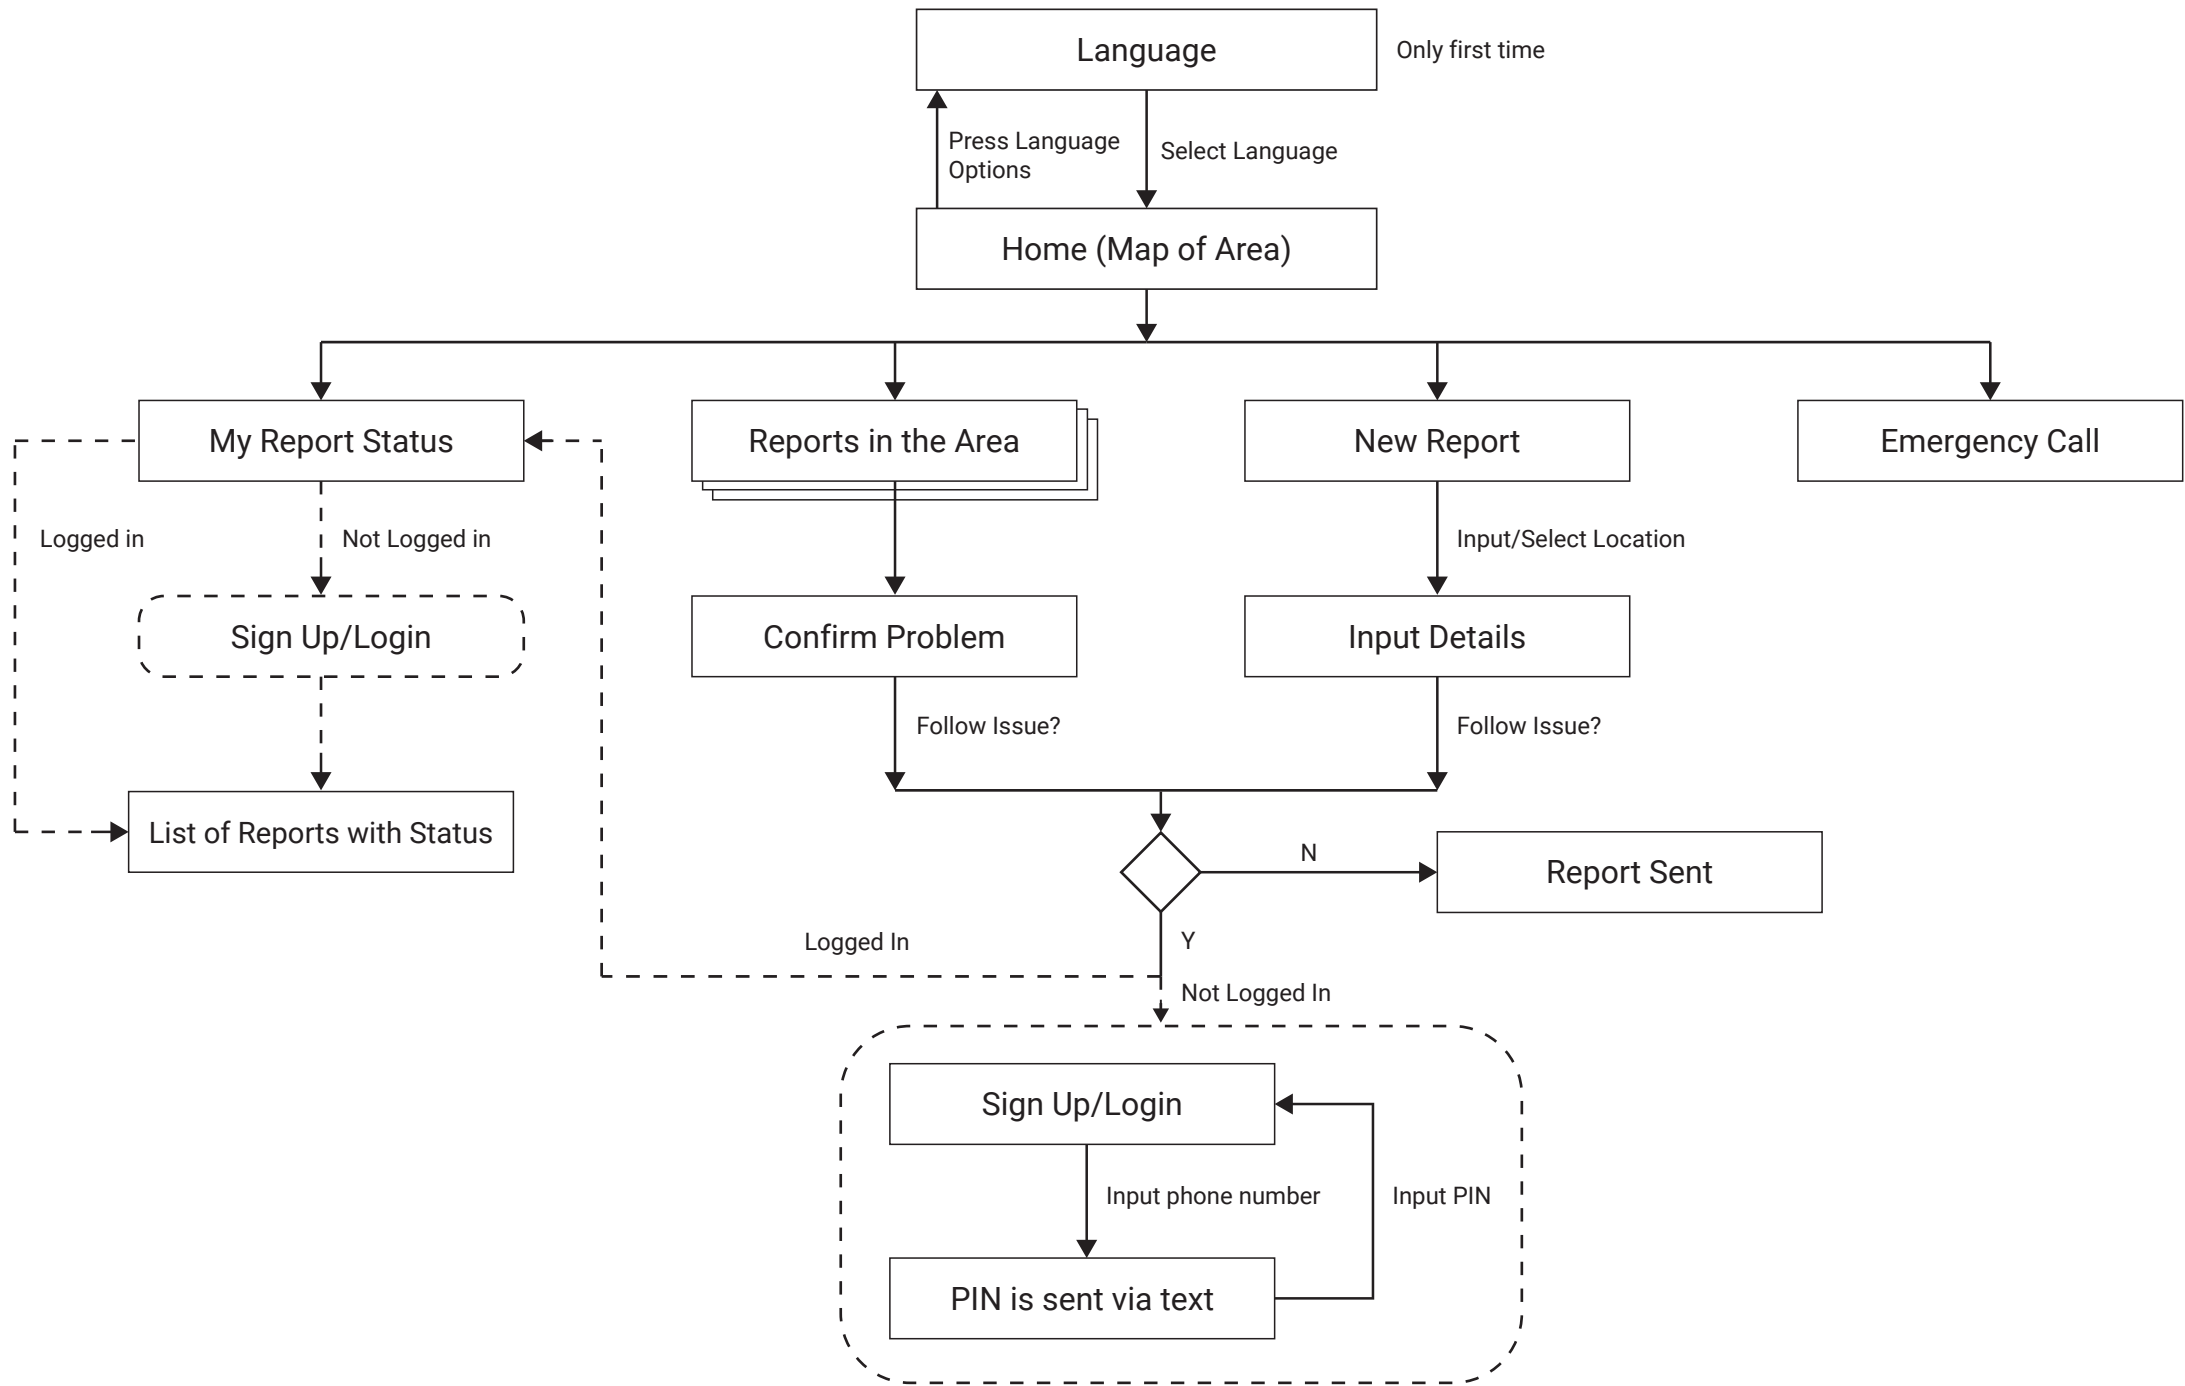 Language
Only first time
Press Language
Options
Select Language
Home (Map of Area)
My Report Status
Reports in the Area
New Report
Emergency Call
Logged in
Not Logged in
Input/Select Location
Sign Up/Login
Confirm Problem
Input Details
Follow Issue?
Follow Issue?
List of Reports with Status
N
Report Sent
Logged In
Y
Not Logged In
Sign Up/Login
Input phone number
Input PIN
PIN is sent via text